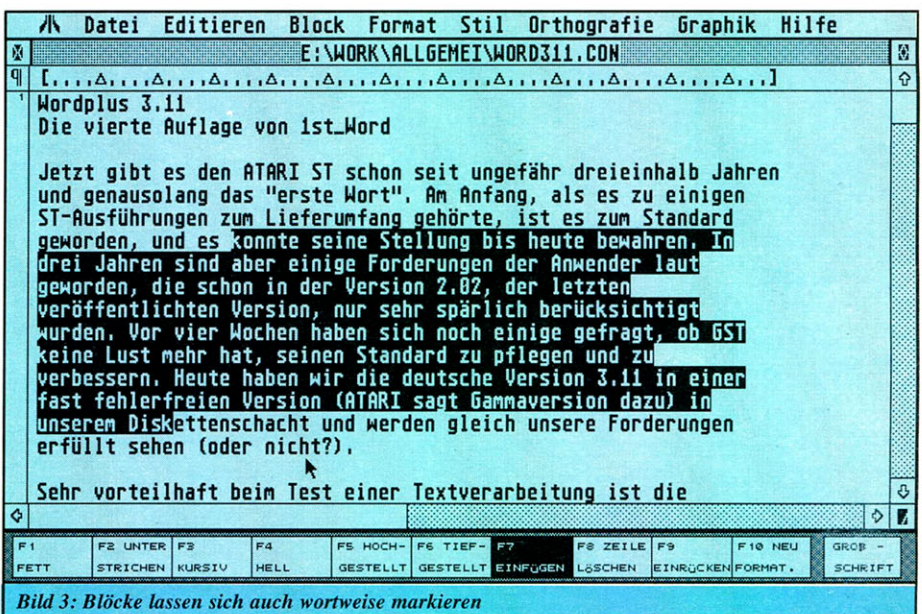 Datei Editieren Block Format Stil Orthografie Graphik Hilfe
E:\WORK\ALLGEMEI\WORD311.CON
Wordplus 3.11
Die vierte Auflage von 1st_Word
Jetzt gibt es den ATARI ST schon seit ungefähr dreieinhalb Jahren
und genausolang das "erste Wort". Am Anfang, als es zu einigen
ST-Ausführungen zum Lieferumfang gehörte, ist es zum Standard
geworden, und es konnte seine Stellung bis heute bewahren. In
drei Jahren sind aber einige Forderungen der Anwender laut
geworden, die schon in der Version 2.02, der letzten
veröffentlichten Version, nur sehr spärlich berücksichtigt
wurden. Vor vier Wochen haben sich noch einige gefragt, ob GST
keine Lust mehr hat, seinen Standard zu pflegen und zu
verbessern. Heute haben wir die deutsche Version 3.11 in einer
fast fehlerfreien Version (ATARI sagt Gammaversion dazu) in
unserem Diskettenschacht und werden gleich unsere Forderungen
erfüllt sehen (oder nicht?).
Sehr vorteilhaft beim Test einer Textverarbeitung ist die
F1 F2 UNTER F3 F4 F5 HOCH- F6 TIEF- F7 F8 ZEILE F9 F10 NEU GROß -
FETT STRICHEN KURSIV HELL GESTELLT GESTELLT EINFüGEN LöSCHEN EINRüCKEN FORMAT. SCHRIFT
Bild 3: Blöcke lassen sich auch wortweise markieren